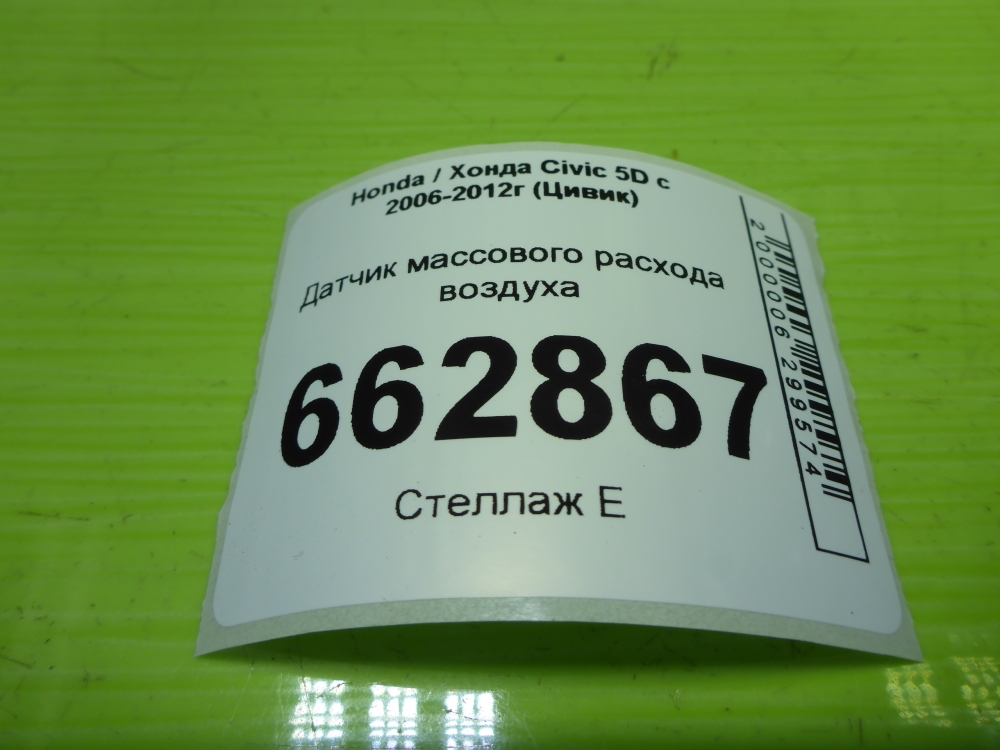 Honda / Хонда Civic 5D с
2006-2012г (Цивик)
Датчик массового расхода
воздуха
662867
Стеллаж Е
2000006299574